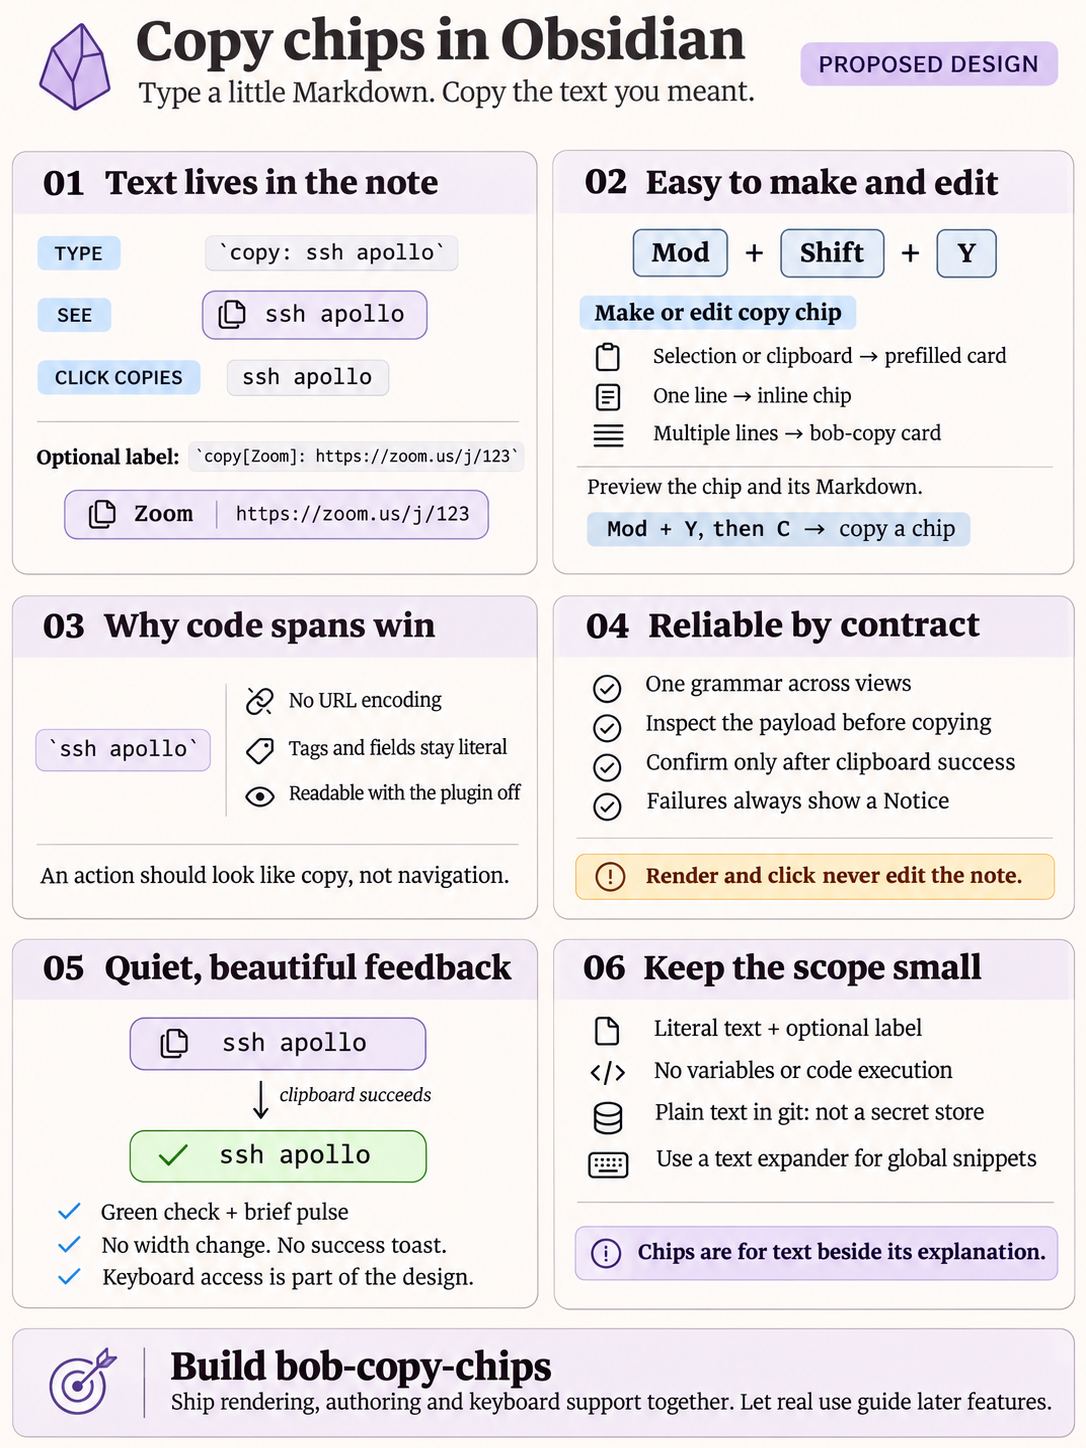 Copy chips in Obsidian
Type a little Markdown. Copy the text you meant.
PROPOSED DESIGN
01 Text lives in the note
TYPE `copy: ssh apollo`
SEE ssh apollo
CLICK COPIES ssh apollo
Optional label: `copy[Zoom]: https://zoom.us/j/123`
Zoom https://zoom.us/j/123
02 Easy to make and edit
Mod + Shift + Y
Make or edit copy chip
Selection or clipboard → prefilled card
One line → inline chip
Multiple lines → bob-copy card
Preview the chip and its Markdown.
Mod + Y, then C → copy a chip
03 Why code spans win
`ssh apollo`
No URL encoding
Tags and fields stay literal
Readable with the plugin off
An action should look like copy, not navigation.
04 Reliable by contract
One grammar across views
Inspect the payload before copying
Confirm only after clipboard success
Failures always show a Notice
Render and click never edit the note.
05 Quiet, beautiful feedback
ssh apollo
clipboard succeeds
ssh apollo
Green check + brief pulse
No width change. No success toast.
Keyboard access is part of the design.
06 Keep the scope small
Literal text + optional label
No variables or code execution
Plain text in git: not a secret store
Use a text expander for global snippets
Chips are for text beside its explanation.
Build bob-copy-chips
Ship rendering, authoring and keyboard support together. Let real use guide later features.